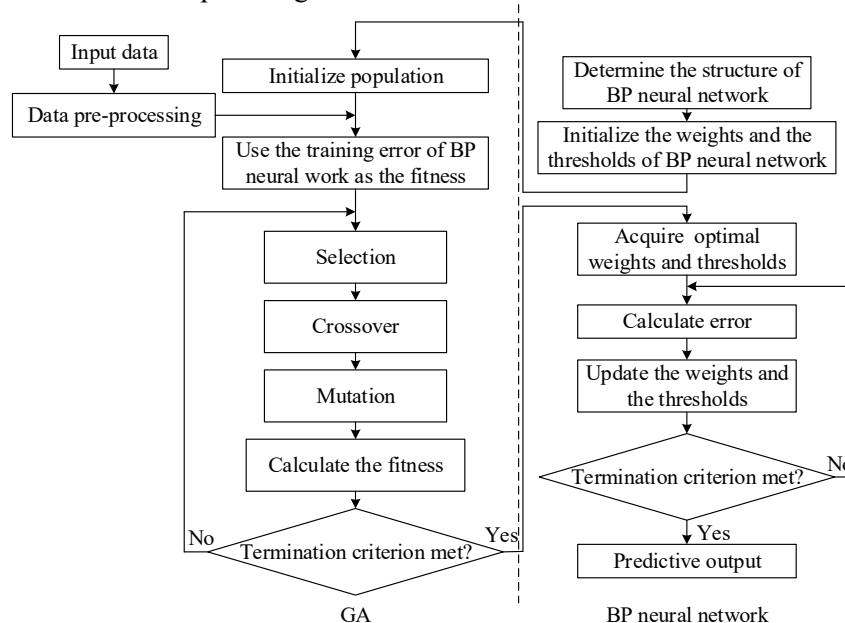 Input data
Data pre-processing
Initialize population
Use the training error of BP
neural work as the fitness
Selection
Crossover
Mutation
Calculate the fitness
No
Termination criterion met?
Yes
GA
Determine the structure of
BP neural network
Initialize the weights and the
thresholds of BP neural network
Acquire optimal
weights and thresholds
Calculate error
Update the weights and
the thresholds
Termination criterion met?
No
Yes
Predictive output
BP neural network